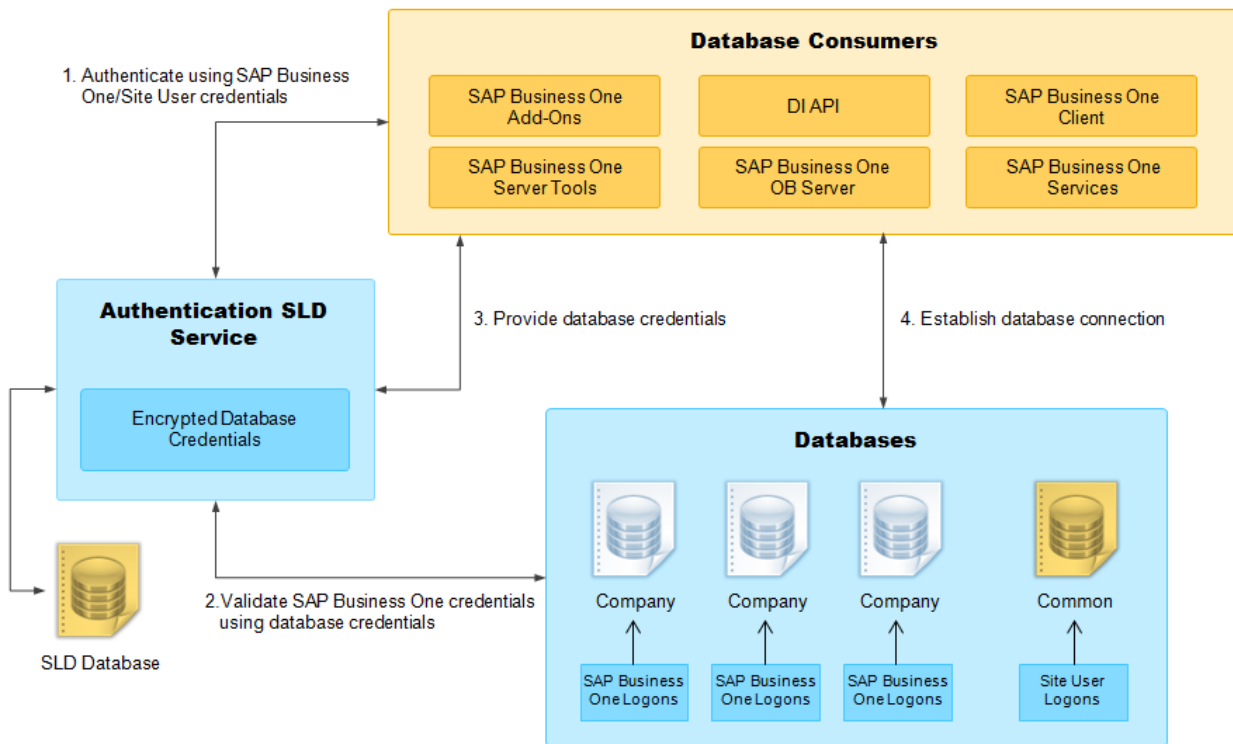 Database Consumers
1. Authenticate using SAP Business
One/Site User credentials
SAP Business One
Add-Ons
DI API
SAP Business One
Client
SAP Business One
Server Tools
SAP Business One
OB Server
SAP Business One
Services
Authentication SLD
Service
3. Provide database credentials
4. Establish database connection
Encrypted Database
Credentials
Databases
2.Validate SAP Business One credentials
using database credentials
SLD Database
Company
Company
Company
Common
SAP Business
One Logons
SAP Business
One Logons
SAP Business
One Logons
Site User
Logons